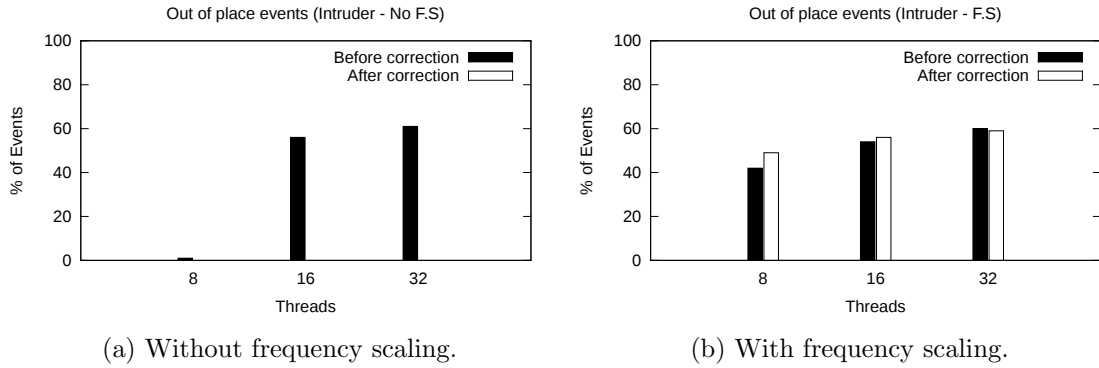 Out of place events (Intruder - No F.S)
100
80
60
40
20
0
% of Events
Before correction
After correction
8 16 32
Threads
(a) Without frequency scaling.
Out of place events (Intruder - F.S)
100
80
60
40
20
0
% of Events
Before correction
After correction
8 16 32
Threads
(b) With frequency scaling.